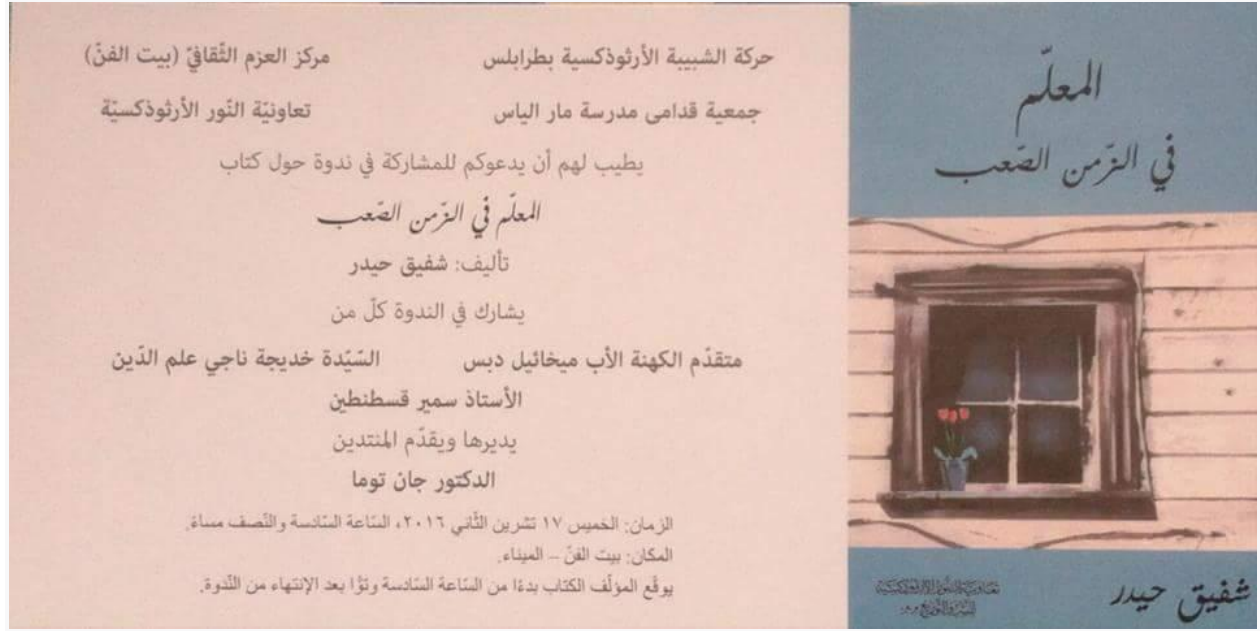 حركة الشبيبة الأرثوذكسية بطرابلس
مركز العزم الثّقافيّ (بيت الفنّ)
جمعية قدامى مدرسة مار الياس
تعاونيّة النّور الأرثوذكسيّة
يطيب لهم أن يدعوكم للمشاركة في ندوة حول كتاب
المعلّم في الزّمن الصّعب
تأليف: شفيق حيدر
يشارك في الندوة كلّ من
متقدّم الكهنة الأب ميخائيل دبس
السّيّدة خديجة ناجي علم الدّين
الأستاذ سمير قسطنطين
يديرها ويقدّم المنتدين
الدكتور جان توما
الزمان: الخميس ١٧ تشرين الثّاني ٢٠١٦، السّاعة السّادسة والنّصف مساءً.
المكان: بيت الفنّ – الميناء.
يوقّع المؤلّف الكتاب بدءًا من السّاعة السّادسة وتوًّا بعد الإنتهاء من النّدوة.
المعلّم
في الزّمن الصّعب
شفيق حيدر
تعاونية النور الأرثوذكسية
للنشر والتوزيع م.م.